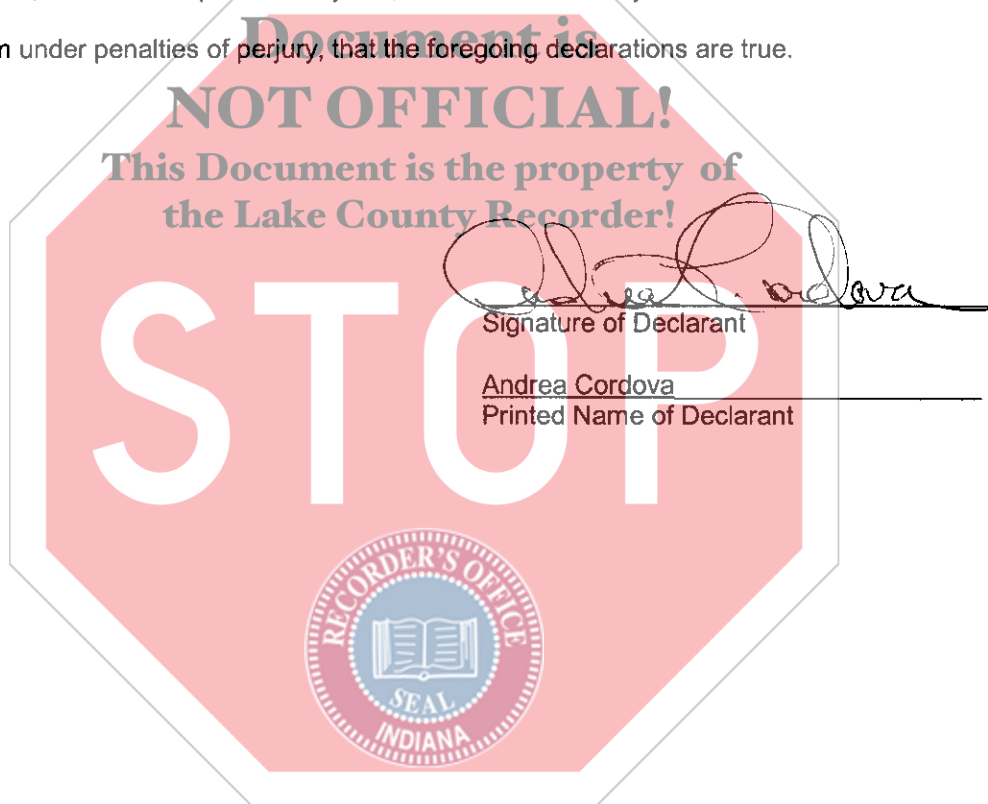 Document is
m under penalties of perjury, that the foregoing declarations are true.
NOT OFFICIAL!
This Document is the property of
the Lake County Recorder!
Andrea Cordova
Signature of Declarant
Andrea Cordova
Printed Name of Declarant
STOP
RECORDER'S OFFICE
SEAL
INDIANA